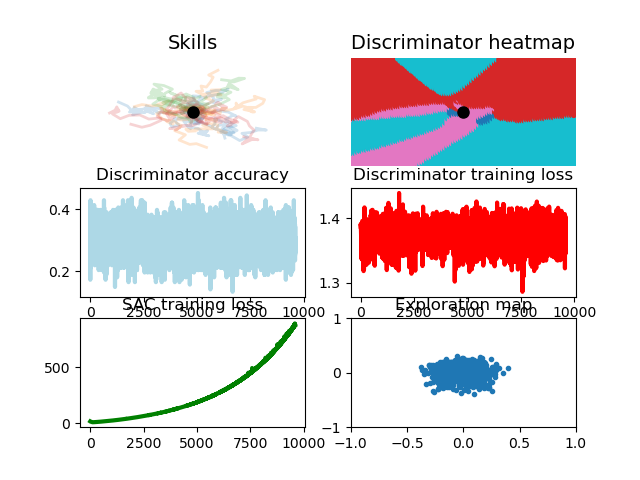 Skills
Discriminator heatmap
Discriminator accuracy
Discriminator training loss
0.4
0.2
0 2500 5000 7500 10000
1.4
1.3
0 2500 5000 7500 10000
SAC training loss
Exploration map
500
0
0 2500 5000 7500 10000
1
0
−1
−1.0 −0.5 0.0 0.5 1.0